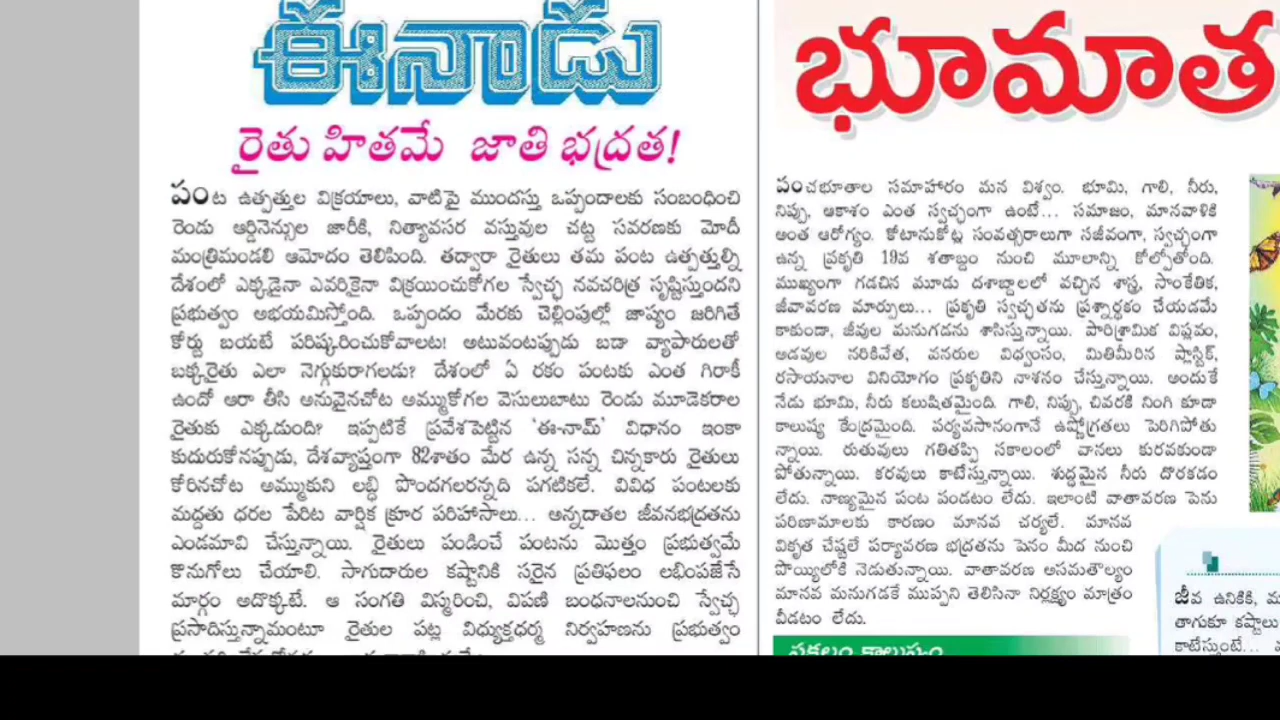 ఈనాడు
రైతు హితమే జాతి భద్రత!
పంట ఉత్పత్తుల విక్రయాలు, వాటిపై ముందస్తు ఒప్పందాలకు సంబంధించి
రెండు ఆర్డినెన్సుల జారీకి, నిత్యావసర వస్తువుల చట్ట సవరణకు మోదీ
మంత్రిమండలి ఆమోదం తెలిపింది. తద్వారా రైతులు తమ పంట ఉత్పత్తుల్ని
దేశంలో ఎక్కడైనా ఎవరికైనా విక్రయించుకోగల స్వేచ్ఛ నవచరిత్ర సృష్టిస్తుందని
ప్రభుత్వం అభయమిస్తోంది. ఒప్పందం మేరకు చెల్లింపుల్లో జాప్యం జరిగితే
కోర్టు బయటే పరిష్కరించుకోవాలట! అటువంటప్పుడు బడా వ్యాపారులతో
బక్కరైతు ఎలా నెగ్గుకురాగలడు? దేశంలో ఏ రకం పంటకు ఎంత గిరాకీ
ఉందో ఆరా తీసి అనువైనచోట అమ్ముకోగల వెసులుబాటు రెండు మూడెకరాల
రైతుకు ఎక్కడుంది? ఇప్పటికే ప్రవేశపెట్టిన 'ఈ-నామ్' విధానం ఇంకా
కుదురుకోనప్పుడు, దేశవ్యాప్తంగా 82శాతం మేర ఉన్న సన్న చిన్నకారు రైతులు
కోరినచోట అమ్ముకుని లబ్ధి పొందగలరన్నది పగటికలే. వివిధ పంటలకు
మద్దతు ధరల పేరిట వార్షిక క్రూర పరిహాసాలు... అన్నదాతల జీవనభద్రతను
ఎండమావి చేస్తున్నాయి. రైతులు పండించే పంటను మొత్తం ప్రభుత్వమే
కొనుగోలు చేయాలి. సాగుదారుల కష్టానికి సరైన ప్రతిఫలం లభింపజేసే
మార్గం అదొక్కటే. ఆ సంగతి విస్మరించి, విపణి బంధనాలనుంచి స్వేచ్ఛ
ప్రసాదిస్తున్నామంటూ రైతుల పట్ల విధ్యుక్తధర్మ నిర్వహణను ప్రభుత్వం
భూమాత
పంచభూతాల సమాహారం మన విశ్వం. భూమి, గాలి, నీరు,
నిప్పు, ఆకాశం ఎంత స్వచ్ఛంగా ఉంటే... సమాజం, మానవాళికి
అంత ఆరోగ్యం. కోటానుకోట్ల సంవత్సరాలుగా సజీవంగా, స్వచ్ఛంగా
ఉన్న ప్రకృతి 19వ శతాబ్దం నుంచి మూలాన్ని కోల్పోతోంది.
ముఖ్యంగా గడచిన మూడు దశాబ్దాలలో వచ్చిన శాస్త్ర, సాంకేతిక,
జీవావరణ మార్పులు... ప్రకృతి స్వచ్ఛతను ప్రశ్నార్థకం చేయడమే
కాకుండా, జీవుల మనుగడను శాసిస్తున్నాయి. పారిశ్రామిక విప్లవం,
అడవుల నరికివేత, వనరుల విధ్వంసం, మితిమీరిన ప్లాస్టిక్,
రసాయనాల వినియోగం ప్రకృతిని నాశనం చేస్తున్నాయి. అందుకే
నేడు భూమి, నీరు కలుషితమైంది. గాలి, నిప్పు, చివరకి నింగి కూడా
కాలుష్య కేంద్రమైంది. పర్యవసానంగానే ఉష్ణోగ్రతలు పెరిగిపోతు
న్నాయి. రుతువులు గతితప్పి సకాలంలో వానలు కురవకుండా
పోతున్నాయి. కరవులు కాటేస్తున్నాయి. శుద్ధమైన నీరు దొరకడం
లేదు. నాణ్యమైన పంట పండటం లేదు. ఇలాంటి వాతావరణ పెను
పరిణామాలకు కారణం మానవ చర్యలే. మానవ
వికృత చేష్టలే పర్యావరణ భద్రతను పెనం మీద నుంచి
పొయ్యిలోకి నెడుతున్నాయి. వాతావరణ అసమతౌల్యం
మానవ మనుగడకే ముప్పని తెలిసినా నిర్లక్ష్యం మాత్రం
వీడటం లేదు.
సకలం కాలుష్యం
జీవ ఉనికికి,
తాగుకూ కష్టాలు
కాటేస్తుంటే...